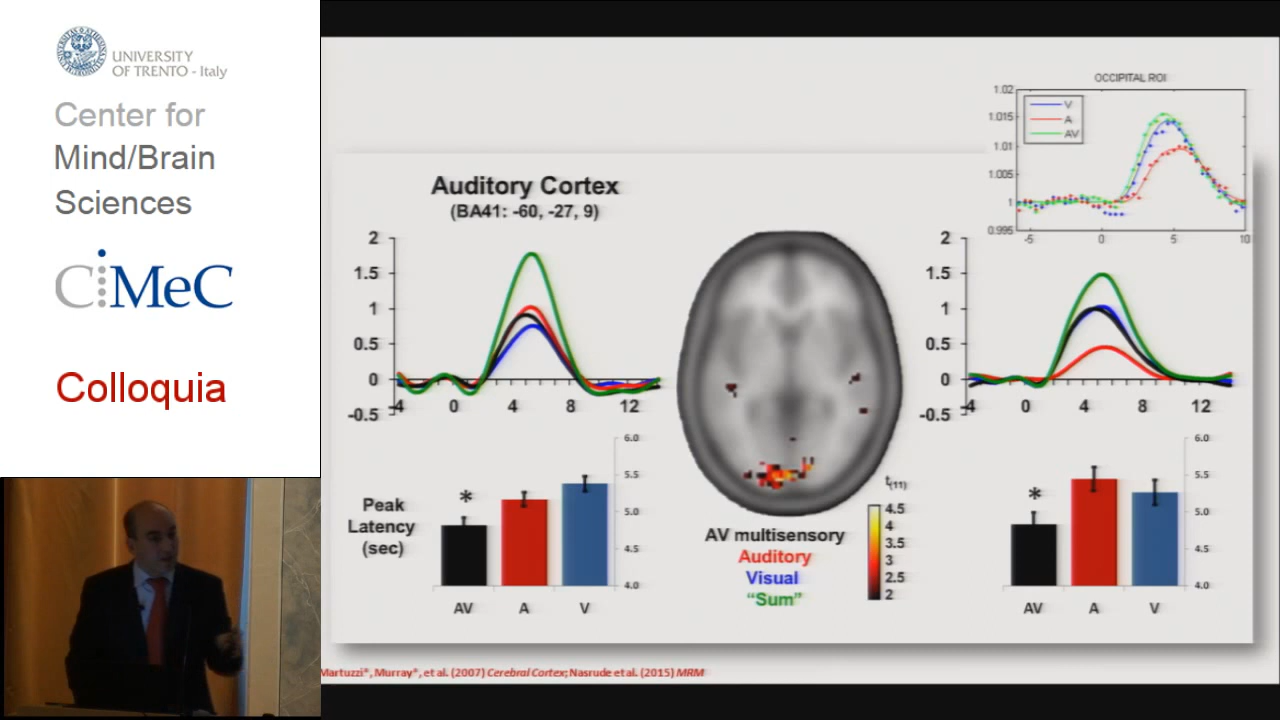 UNIVERSITY
OF TRENTO - Italy
Center for
Mind/Brain
Sciences
CiMeC
Colloquia
OCCIPITAL ROI
1.02
1.015
1.01
1.005
1
0.995
-5
0
5
10
V
A
AV
Auditory Cortex
(BA41: -60, -27, 9)
2
1.5
1
0.5
0
-0.5
-4
0
4
8
12
2
1.5
1
0.5
0
-0.5
-4
0
4
8
12
Peak
Latency
(sec)
*
6.0
5.5
5.0
4.5
4.0
AV
A
V
AV multisensory
Auditory
Visual
“Sum”
t(11)
4.5
4
3.5
3
2.5
2
*
6.0
5.5
5.0
4.5
4.0
AV
A
V
Martuzzi*, Murray*, et al. (2007) Cerebral Cortex; Nasrude et al. (2015) MRM